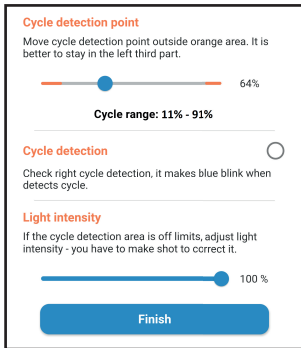 Cycle detection point
Move cycle detection point outside orange area. It is
better to stay in the left third part.
64%
Cycle range: 11% - 91%
Cycle detection
Check right cycle detection, it makes blue blink when
detects cycle.
Light intensity
If the cycle detection area is off limits, adjust light
intensity - you have to make shot to ccrrect it.
100 %
Finish